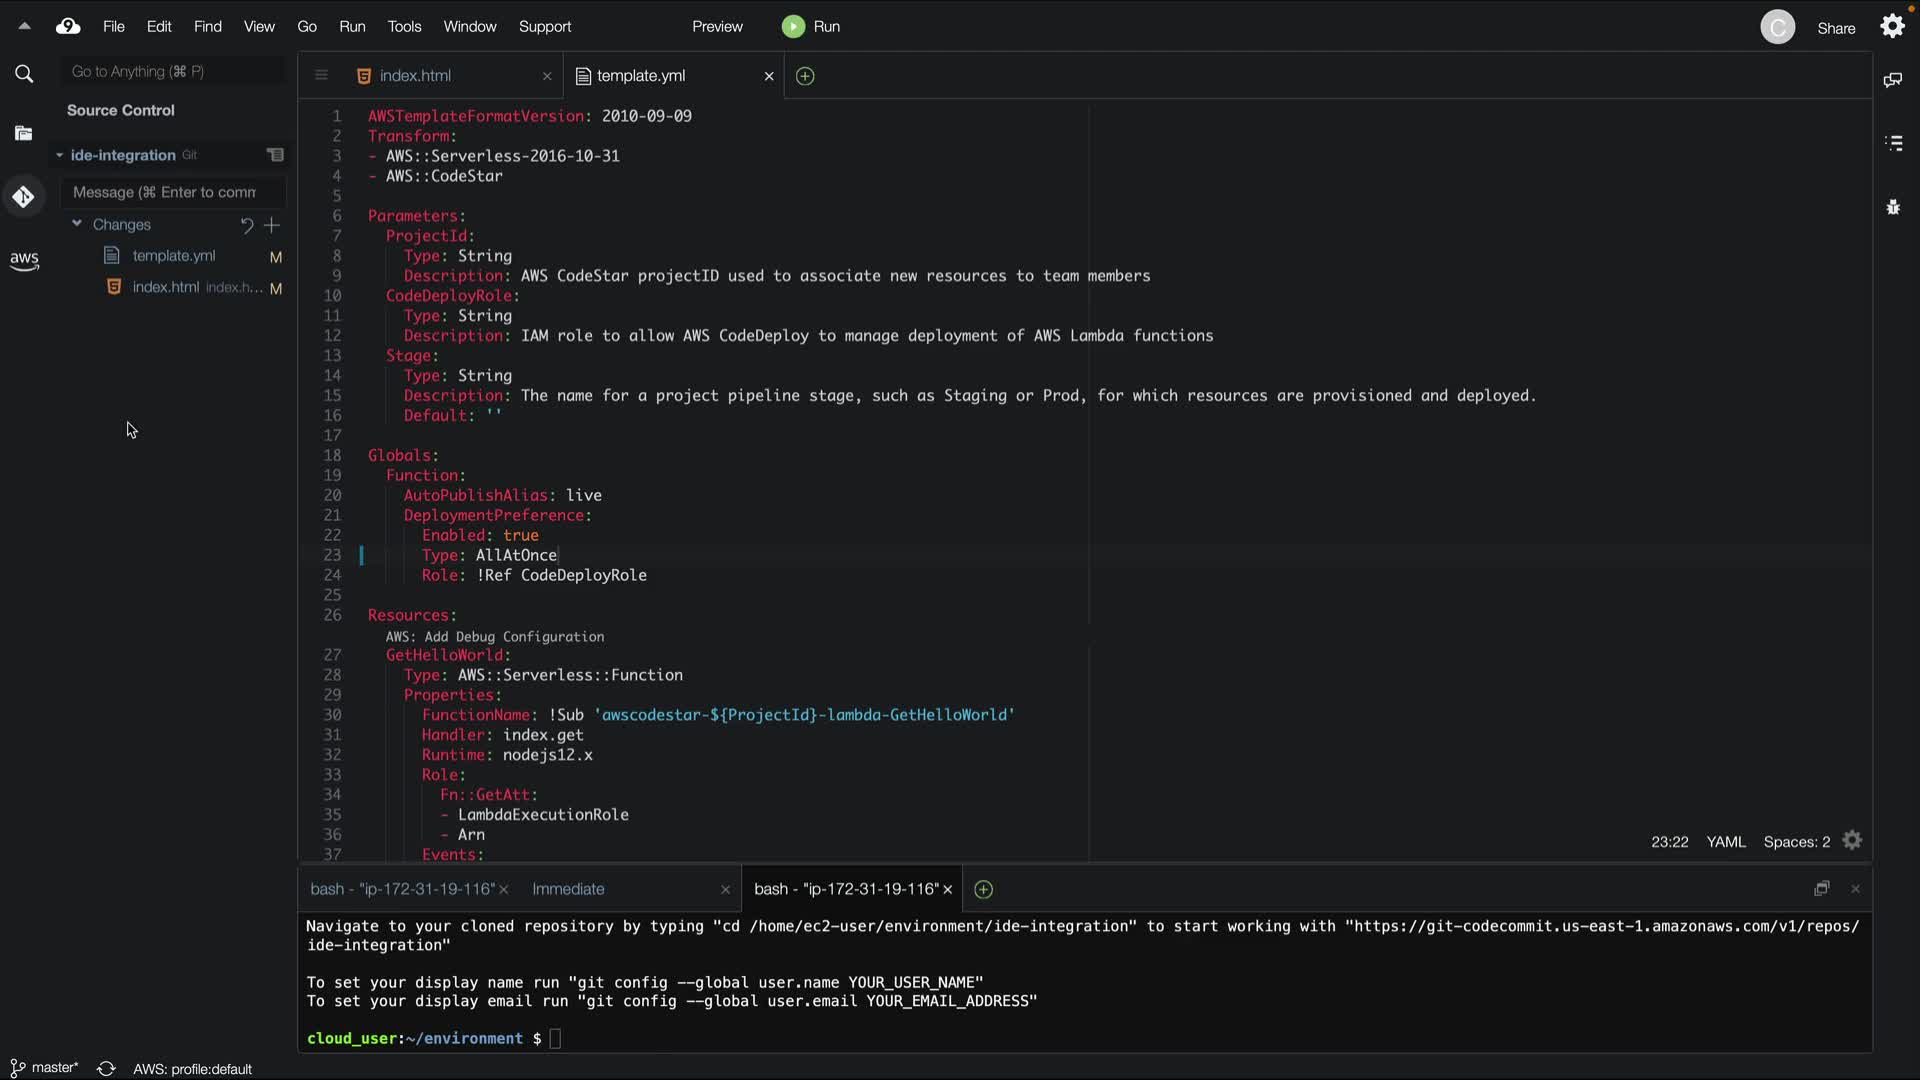 File Edit Find View Go Run Tools Window Support Preview Run C Share
Go to Anything (⌘ P)
Source Control
ide-integration Git
Message (⌘ Enter to comm
Changes
template.yml M
index.html index.h... M
aws
index.html × template.yml ×
1 AWSTemplateFormatVersion: 2010-09-09
2 Transform:
3 - AWS::Serverless-2016-10-31
4 - AWS::CodeStar
5
6 Parameters:
7 ProjectId:
8 Type: String
9 Description: AWS CodeStar projectID used to associate new resources to team members
10 CodeDeployRole:
11 Type: String
12 Description: IAM role to allow AWS CodeDeploy to manage deployment of AWS Lambda functions
13 Stage:
14 Type: String
15 Description: The name for a project pipeline stage, such as Staging or Prod, for which resources are provisioned and deployed.
16 Default: ''
17
18 Globals:
19 Function:
20 AutoPublishAlias: live
21 DeploymentPreference:
22 Enabled: true
23 Type: AllAtOnce
24 Role: !Ref CodeDeployRole
25
26 Resources:
AWS: Add Debug Configuration
27 GetHelloWorld:
28 Type: AWS::Serverless::Function
29 Properties:
30 FunctionName: !Sub 'awscodestar-${ProjectId}-lambda-GetHelloWorld'
31 Handler: index.get
32 Runtime: nodejs12.x
33 Role:
34 Fn::GetAtt:
35 - LambdaExecutionRole
36 - Arn
37 Events:
23:22 YAML Spaces: 2
bash - "ip-172-31-19-116" × Immediate × bash - "ip-172-31-19-116" ×
Navigate to your cloned repository by typing "cd /home/ec2-user/environment/ide-integration" to start working with "https://git-codecommit.us-east-1.amazonaws.com/v1/repos/
ide-integration"
To set your display name run "git config --global user.name YOUR_USER_NAME"
To set your display email run "git config --global user.email YOUR_EMAIL_ADDRESS"
cloud_user:~/environment $
master* AWS: profile:default